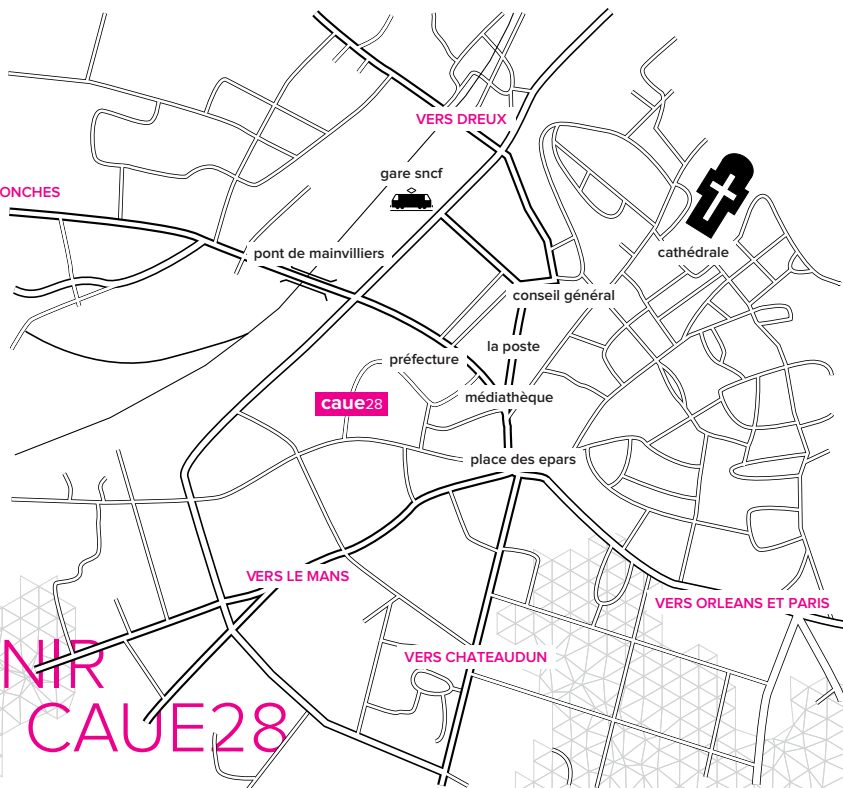 VERS DREUX
gare sncf
ONCHES
pont de mainvilliers
cathédrale
conseil général
la poste
préfecture
médiathèque
caue28
place des epars
VERS LE MANS
VERS ORLEANS ET PARIS
VERS CHATEAUDUN
NIR
CAUE28